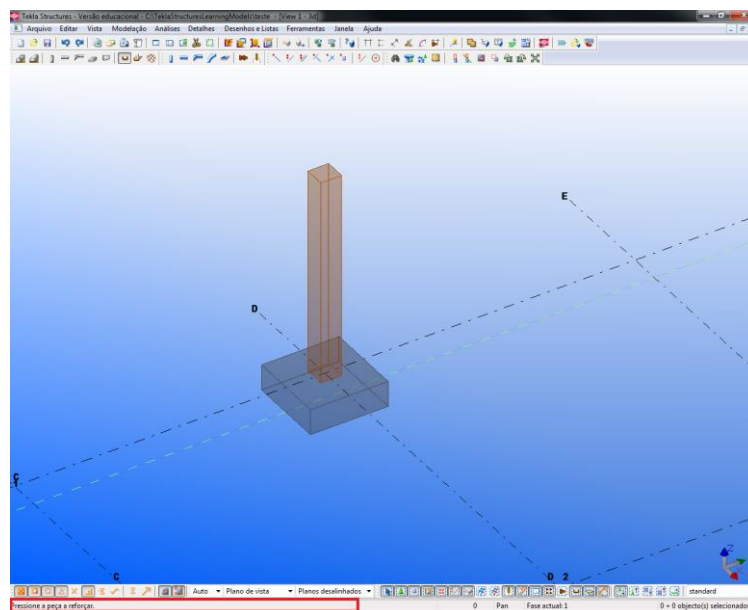 Tekla Structures - Versão educacional - C:\TeklaStructuresLearningModels\teste - [View 1 - 3d]
Arquivo Editar Vista Modelação Análises Detalhes Desenhos e Listas Ferramentas Janela Ajuda
E
D
C
1
C
D 2
Z
Auto Plano de vista Planos desalinhados standard
Pressione a peça a reforçar. 0 Pan Fase actual: 1 0 + 0 objecto(s) selecionado